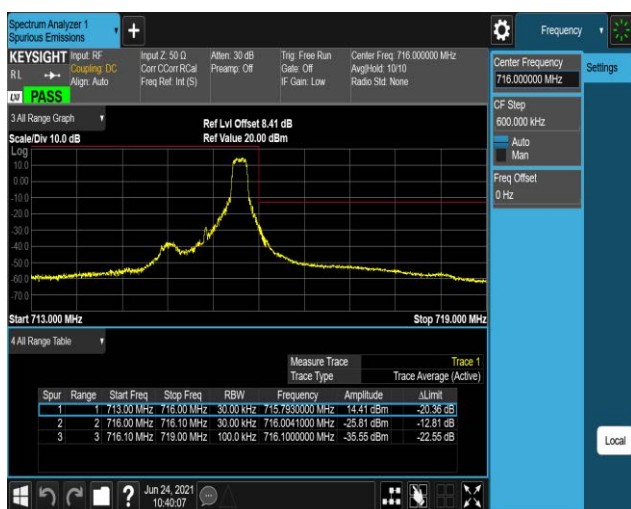 Spectrum Analyzer 1
Spurious Emissions
+
Frequency
KEYSIGHT
RL
LXI PASS
Input: RF
Coupling: DC
Align: Auto
Input Z: 50 Ω
Corr CCorr RCal
Freq Ref: Int (S)
Atten: 30 dB
Preamp: Off
Trig: Free Run
Gate: Off
IF Gain: Low
Center Freq: 716.000000 MHz
Avg|Hold: 10/10
Radio Std: None
Center Frequency
716.000000 MHz
Settings
CF Step
600.000 kHz
Auto
Man
Freq Offset
0 Hz
3 All Range Graph
Scale/Div 10.0 dB
Ref Lvl Offset 8.41 dB
Ref Value 20.00 dBm
Log
10.0
0.00
-10.0
-20.0
-30.0
-40.0
-50.0
-60.0
-70.0
Start 713.000 MHz
Stop 719.000 MHz
4 All Range Table
Measure Trace Trace 1
Trace Type Trace Average (Active)
Spur Range Start Freq Stop Freq RBW Frequency Amplitude ΔLimit
1 1 713.00 MHz 716.00 MHz 30.00 kHz 715.7930000 MHz 14.41 dBm -20.36 dB
2 2 716.00 MHz 716.10 MHz 30.00 kHz 716.0041000 MHz -25.81 dBm -12.81 dB
3 3 716.10 MHz 719.00 MHz 100.0 kHz 716.1000000 MHz -35.55 dBm -22.55 dB
Local
?
Jun 24, 2021
10:40:07